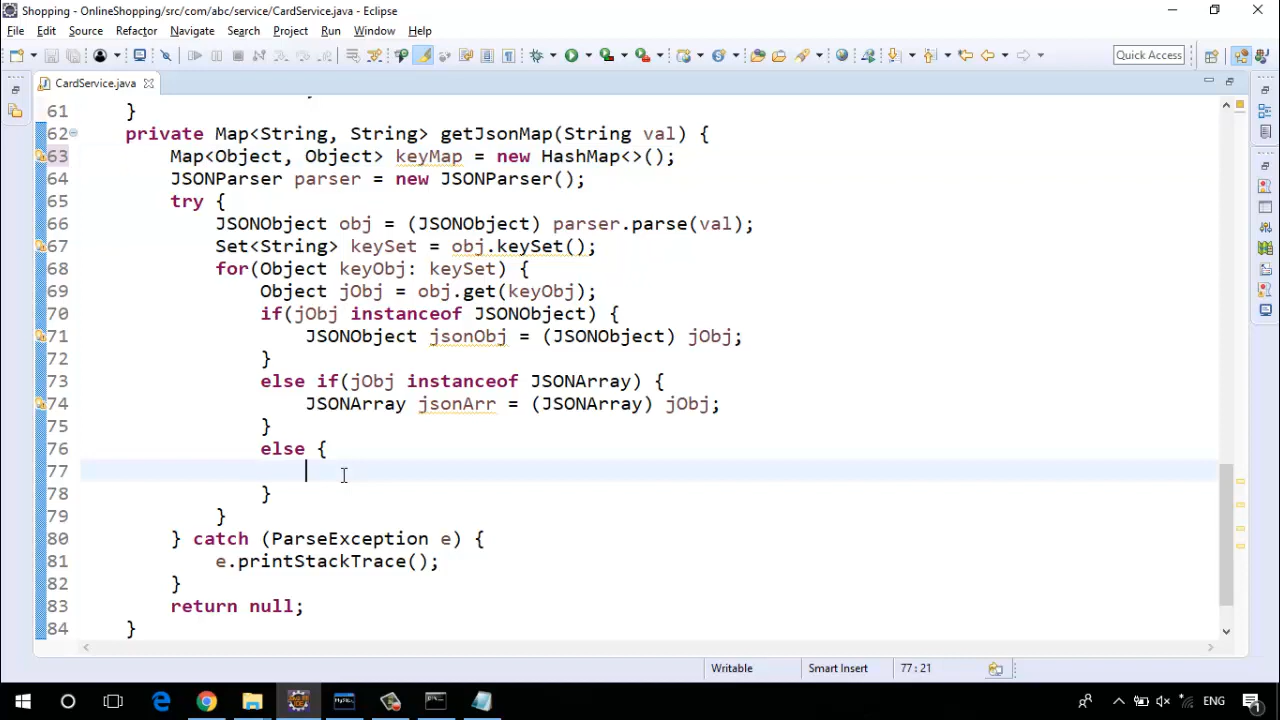 Shopping - OnlineShopping/src/com/abc/service/CardService.java - Eclipse
File Edit Source Refactor Navigate Search Project Run Window Help
Quick Access
CardService.java
61 }
62 private Map<String, String> getJsonMap(String val) {
63 Map<Object, Object> keyMap = new HashMap<>();
64 JSONParser parser = new JSONParser();
65 try {
66 JSONObject obj = (JSONObject) parser.parse(val);
67 Set<String> keySet = obj.keySet();
68 for(Object keyObj: keySet) {
69 Object jObj = obj.get(keyObj);
70 if(jObj instanceof JSONObject) {
71 JSONObject jsonObj = (JSONObject) jObj;
72 }
73 else if(jObj instanceof JSONArray) {
74 JSONArray jsonArr = (JSONArray) jObj;
75 }
76 else {
77
78 }
79 }
80 } catch (ParseException e) {
81 e.printStackTrace();
82 }
83 return null;
84 }
Writable Smart Insert 77 : 21
ENG 1